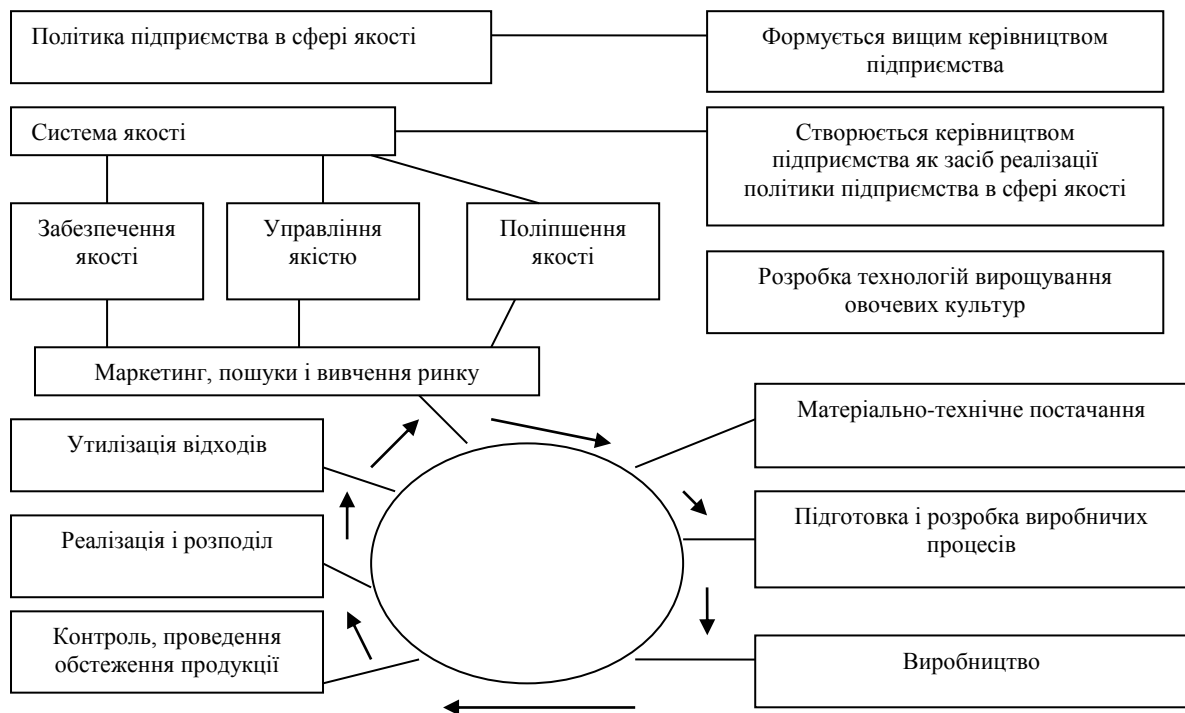 Політика підприємства в сфері якості
Формується вищим керівництвом
підприємства
Система якості
Створюється керівництвом
підприємства як засіб реалізації
політики підприємства в сфері якості
Забезпечення
якості
Управління
якістю
Поліпшення
якості
Розробка технологій вирощування
овочевих культур
Маркетинг, пошуки і вивчення ринку
Матеріально-технічне постачання
Утилізація відходів
Підготовка і розробка виробничих
процесів
Реалізація і розподіл
Контроль, проведення
обстеження продукції
Виробництво